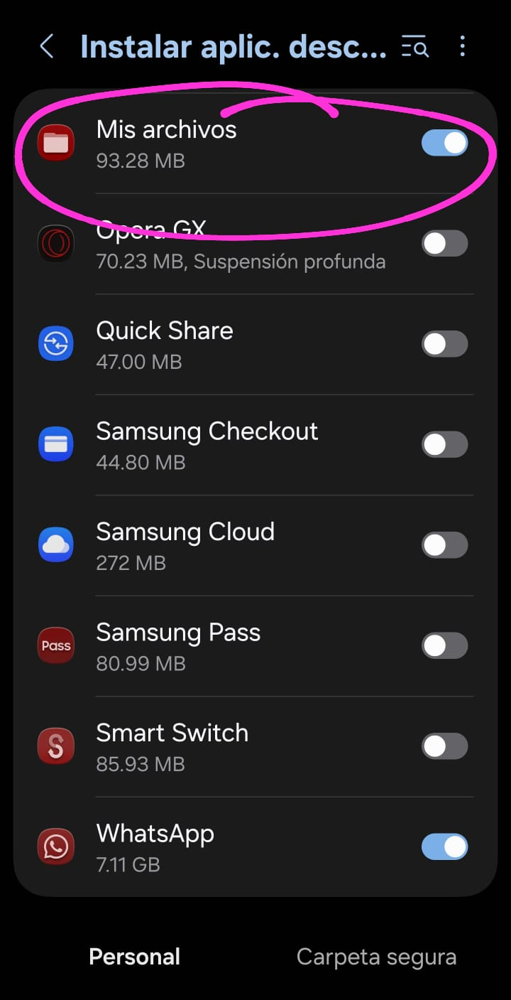 Instalar aplic. desc...
Mis archivos
93.28 MB
Opera GX
70.23 MB, Suspensión profunda
Quick Share
47.00 MB
Samsung Checkout
44.80 MB
Samsung Cloud
272 MB
Pass
Samsung Pass
80.99 MB
Smart Switch
85.93 MB
WhatsApp
7.11 GB
Personal
Carpeta segura